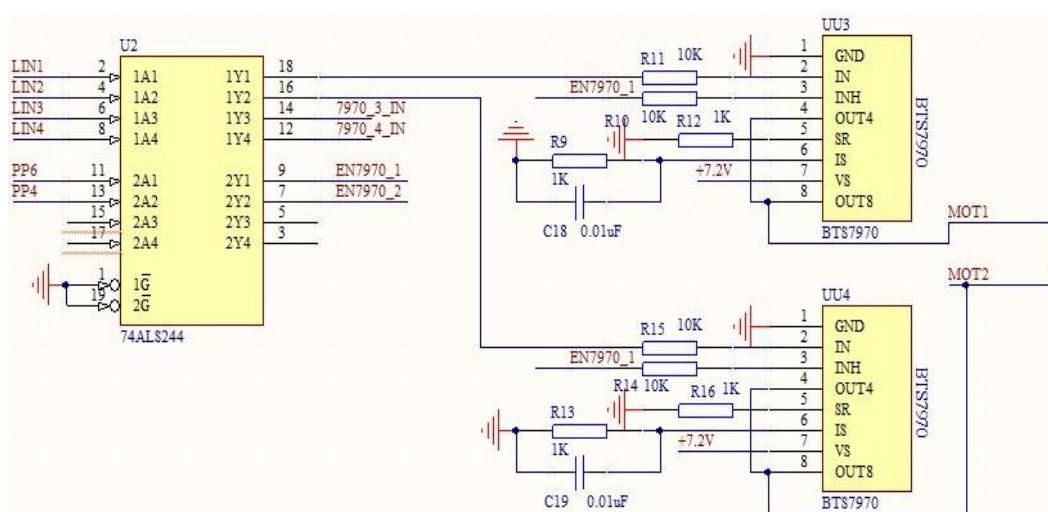 U2
LIN1 2 1A1 1Y1 18
LIN2 4 1A2 1Y2 16
LIN3 6 1A3 1Y3 14 7970_3_IN
LIN4 8 1A4 1Y4 12 7970_4_IN
PP6 11 2A1 2Y1 9 EN7970_1
PP4 13 2A2 2Y2 7 EN7970_2
15 2A3 2Y3 5
17 2A4 2Y4 3
1 1G
19 2G
74ALS244
UU3
1 GND
R11 10K 2 IN
EN7970_1 3 INH
10K 4 OUT4
R10 R12 1K 5 SR
R9 6 IS
1K +7.2V 7 VS
8 OUT8
C18 0.01uF
BTS7970
BTS7970
MOT1
MOT2
UU4
1 GND
R15 10K 2 IN
EN7970_1 3 INH
R14 10K 4 OUT4
R16 1K 5 SR
R13 6 IS
1K +7.2V 7 VS
8 OUT8
C19 0.01uF
BTS7970
BTS7970